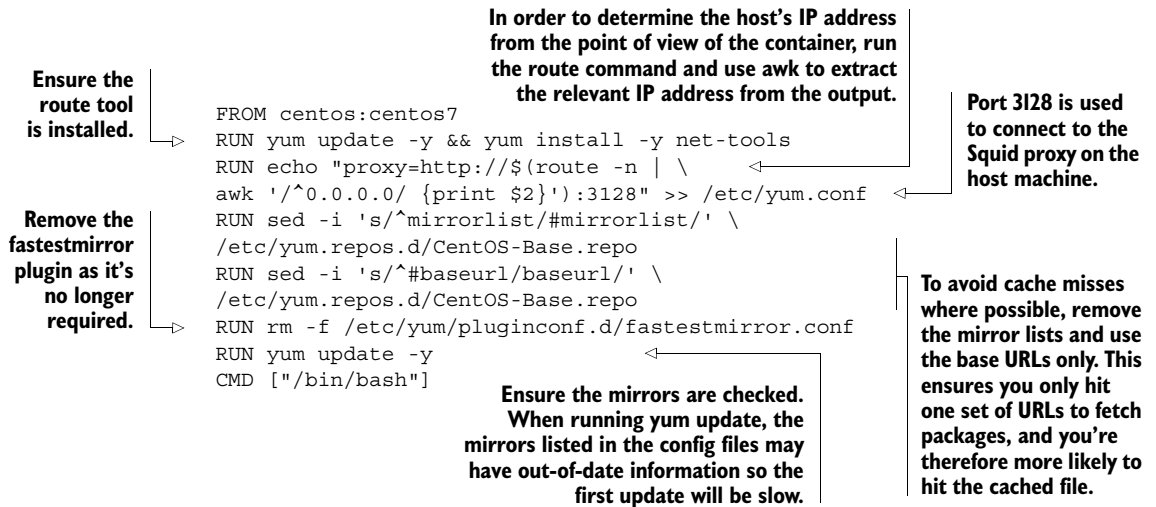 In order to determine the host's IP address
from the point of view of the container, run
the route command and use awk to extract
the relevant IP address from the output.
Ensure the
route tool
is installed.
Port 3128 is used
to connect to the
Squid proxy on the
host machine.
FROM centos:centos7
RUN yum update -y && yum install -y net-tools
RUN echo "proxy=http://$(route -n | \
awk '/^0.0.0.0/ {print $2}'):3128" >> /etc/yum.conf
RUN sed -i 's/^mirrorlist/#mirrorlist/' \
/etc/yum.repos.d/CentOS-Base.repo
RUN sed -i 's/^#baseurl/baseurl/' \
/etc/yum.repos.d/CentOS-Base.repo
RUN rm -f /etc/yum/pluginconf.d/fastestmirror.conf
RUN yum update -y
CMD ["/bin/bash"]
Remove the
fastestmirror
plugin as it's
no longer
required.
To avoid cache misses
where possible, remove
the mirror lists and use
the base URLs only. This
ensures you only hit
one set of URLs to fetch
packages, and you're
therefore more likely to
hit the cached file.
Ensure the mirrors are checked.
When running yum update, the
mirrors listed in the config files may
have out-of-date information so the
first update will be slow.